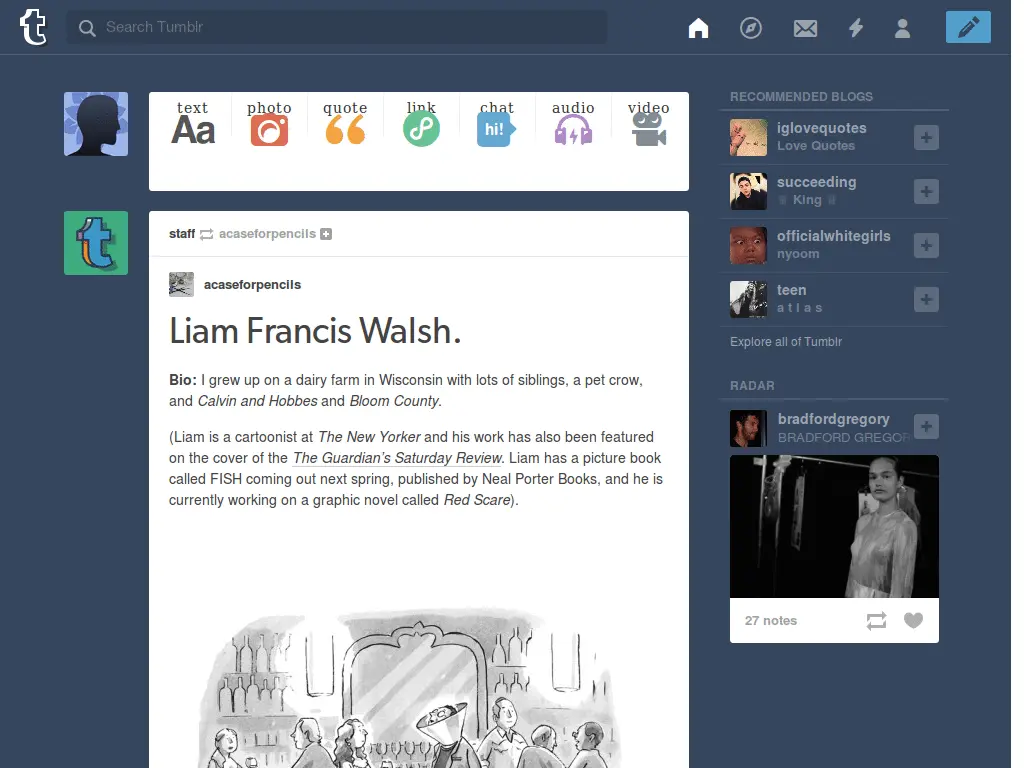 t
Search Tumblr
text
photo
quote
link
chat
audio
video
Aa
hi!
staff acaseforpencils
acaseforpencils
Liam Francis Walsh.
Bio: I grew up on a dairy farm in Wisconsin with lots of siblings, a pet crow,
and Calvin and Hobbes and Bloom County.
(Liam is a cartoonist at The New Yorker and his work has also been featured
on the cover of the The Guardian’s Saturday Review. Liam has a picture book
called FISH coming out next spring, published by Neal Porter Books, and he is
currently working on a graphic novel called Red Scare).
RECOMMENDED BLOGS
iglovequotes
Love Quotes
succeeding
King
officialwhitegirls
nyoom
teen
a t l a s
Explore all of Tumblr
RADAR
bradfordgregory
BRADFORD GREGOR
27 notes